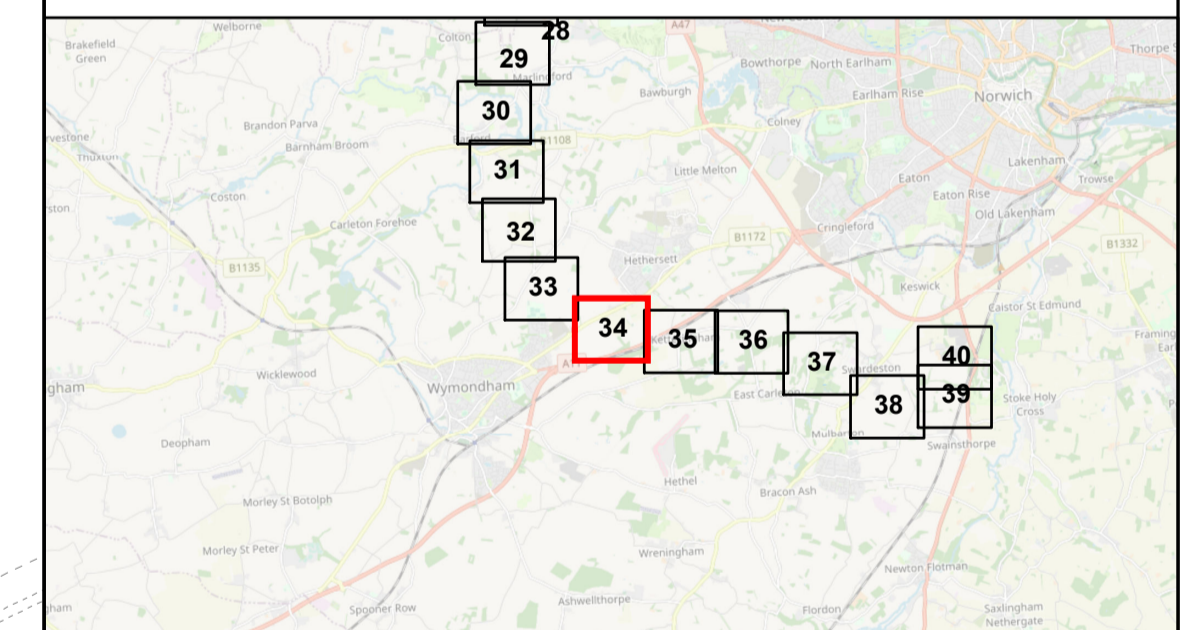 Welborne
28
A47
Brakefield
Green
Colton
29
Marlingford
Bowthorpe
North Earlham
Thorpe
Bawburgh
Earlham Rise
Norwich
30
Brandon Parva
Colney
Barnham Broom
B1108
Thuxton
31
Little Melton
Lakenham
Eaton
Trowse
Coston
Eaton Rise
Old Lakenham
Carleton Forehoe
32
B1172
Cringleford
B1332
Hethersett
B1135
33
Keswick
Caistor St Edmund
34
35
36
40
37
Swardeston
Wicklewood
Wymondham
38
39
Stoke Holy
Cross
Mulbarton
Deopham
Swainsthorpe
Hethel
Bracon Ash
Morley St Botolph
Morley St Peter
Wreningham
Newton Flotman
Ashwellthorpe
Spooner Row
Flordon
Saxlingham
Nethergate